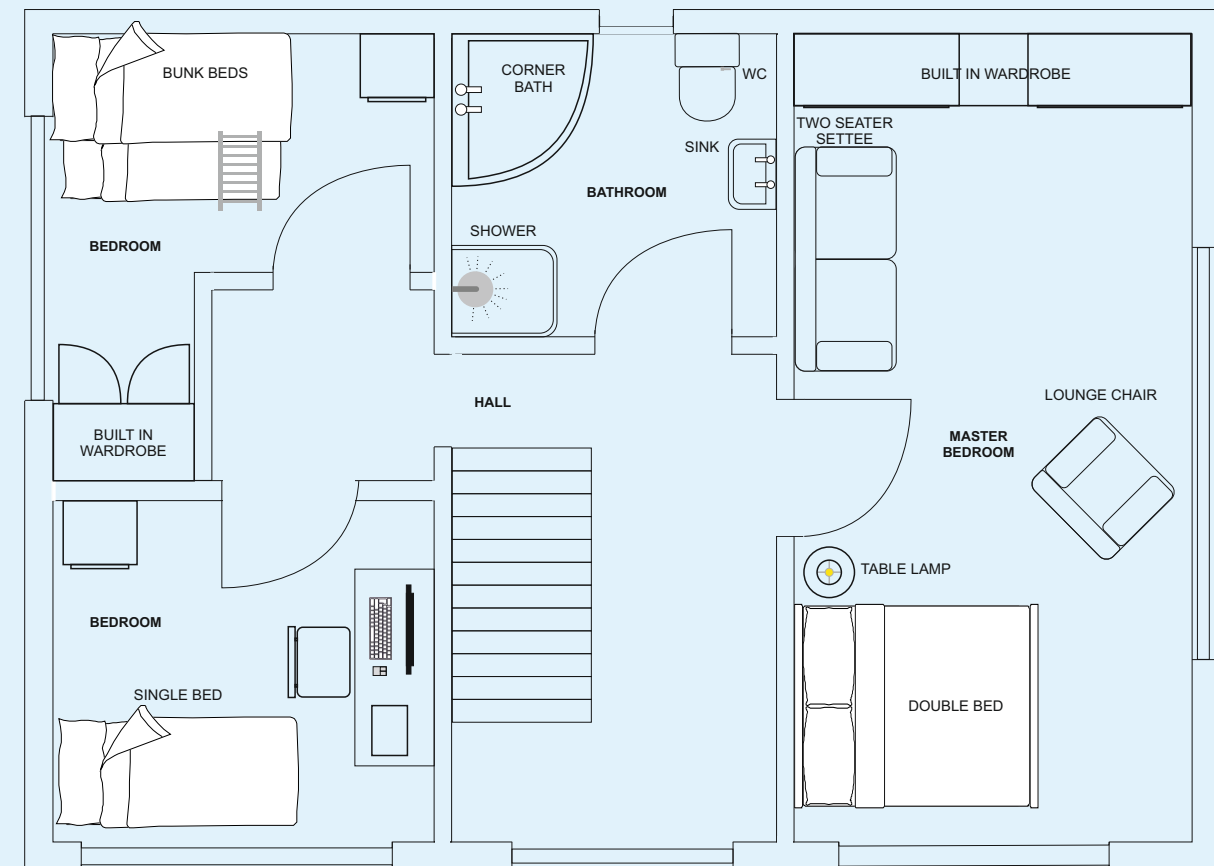 BUNK BEDS
CORNER
BATH
WC
BUILT IN WARDROBE
TWO SEATER
SETTEE
SINK
BATHROOM
SHOWER
BEDROOM
HALL
LOUNGE CHAIR
BUILT IN
WARDROBE
MASTER
BEDROOM
TABLE LAMP
BEDROOM
SINGLE BED
DOUBLE BED